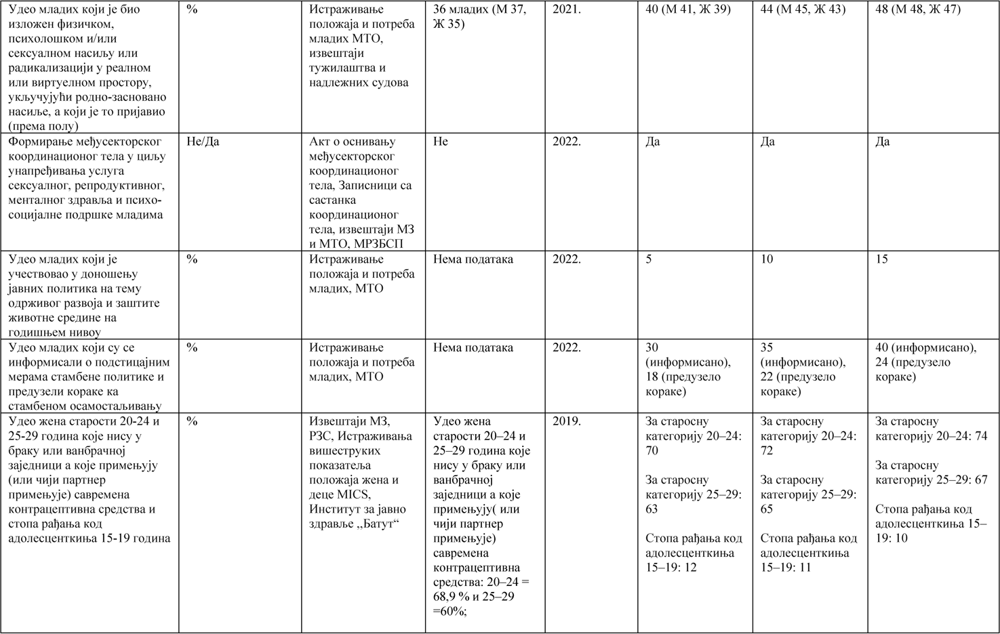 Удео младих који је био
изложен физичком,
психолошком и/или
сексуалном насиљу или
радикализацији у реалном
или виртуелном простору,
укључујући родно-засновано
насиље, а који је то пријавио
(према полу)
%
Истраживање
положаја и потреба
младих МТО,
извештаји
тужилаштва и
надлежних судова
36 младих (М 37,
Ж 35)
2021.
40 (М 41, Ж 39)
44 (М 45, Ж 43)
48 (М 48, Ж 47)
Формирање међусекторског
координационог тела у циљу
унапређивања услуга
сексуалног, репродуктивног,
менталног здравља и психо-
социјалне подршке младима
Не/Да
Акт о оснивању
међусекторског
координационог
тела, Записници са
састанка
координационог
тела, извештаји МЗ
и МТО, МРЗБСП
Не
2022.
Да
Да
Да
Удео младих који је
учествовао у доношењу
јавних политика на тему
одрживог развоја и заштите
животне средине на
годишњем нивоу
%
Истраживање
положаја и потреба
младих, МТО
Нема података
2022.
5
10
15
Удео младих који су се
информисали о подстицајним
мерама стамбене политике и
предузели кораке ка
стамбеном осамостаљивању
%
Истраживање
положаја и потреба
младих, МТО
Нема података
2022.
30
(информисано),
18 (предузело
кораке)
35
(информисано),
22 (предузело
кораке)
40 (информисано),
24 (предузело
кораке)
Удео жена старости 20-24 и
25-29 година које нису у
браку или ванбрачној
заједници а које примењују
(или чији партнер
примењује) савремена
контрацептивна средства и
стопа рађања код
адолесценткиња 15-19 година
%
Извештаји МЗ,
РЗС, Истраживања
вишеструких
показатеља
положаја жена и
деце MICS,
Институт за јавно
здравље ,,Батут“
Удео жена
старости 20–24 и
25–29 година које
нису у браку или
ванбрачној
заједници а које
примењују( или
чији партнер
примењује)
савремена
контрацептивна
средства: 20–24 =
68,9 % и 25–29
=60%;
2019.
За старосну
категорију 20–24:
70
За старосну
категорију 25–29:
63
Стопа рађања код
адолесценткиња
15–19: 12
За старосну
категорију 20–24:
72
За старосну
категорију 25–29:
65
Стопа рађања код
адолесценткиња
15–19: 11
За старосну
категорију 20–24: 74
За старосну
категорију 25–29: 67
Стопа рађања код
адолесценткиња 15–
19: 10